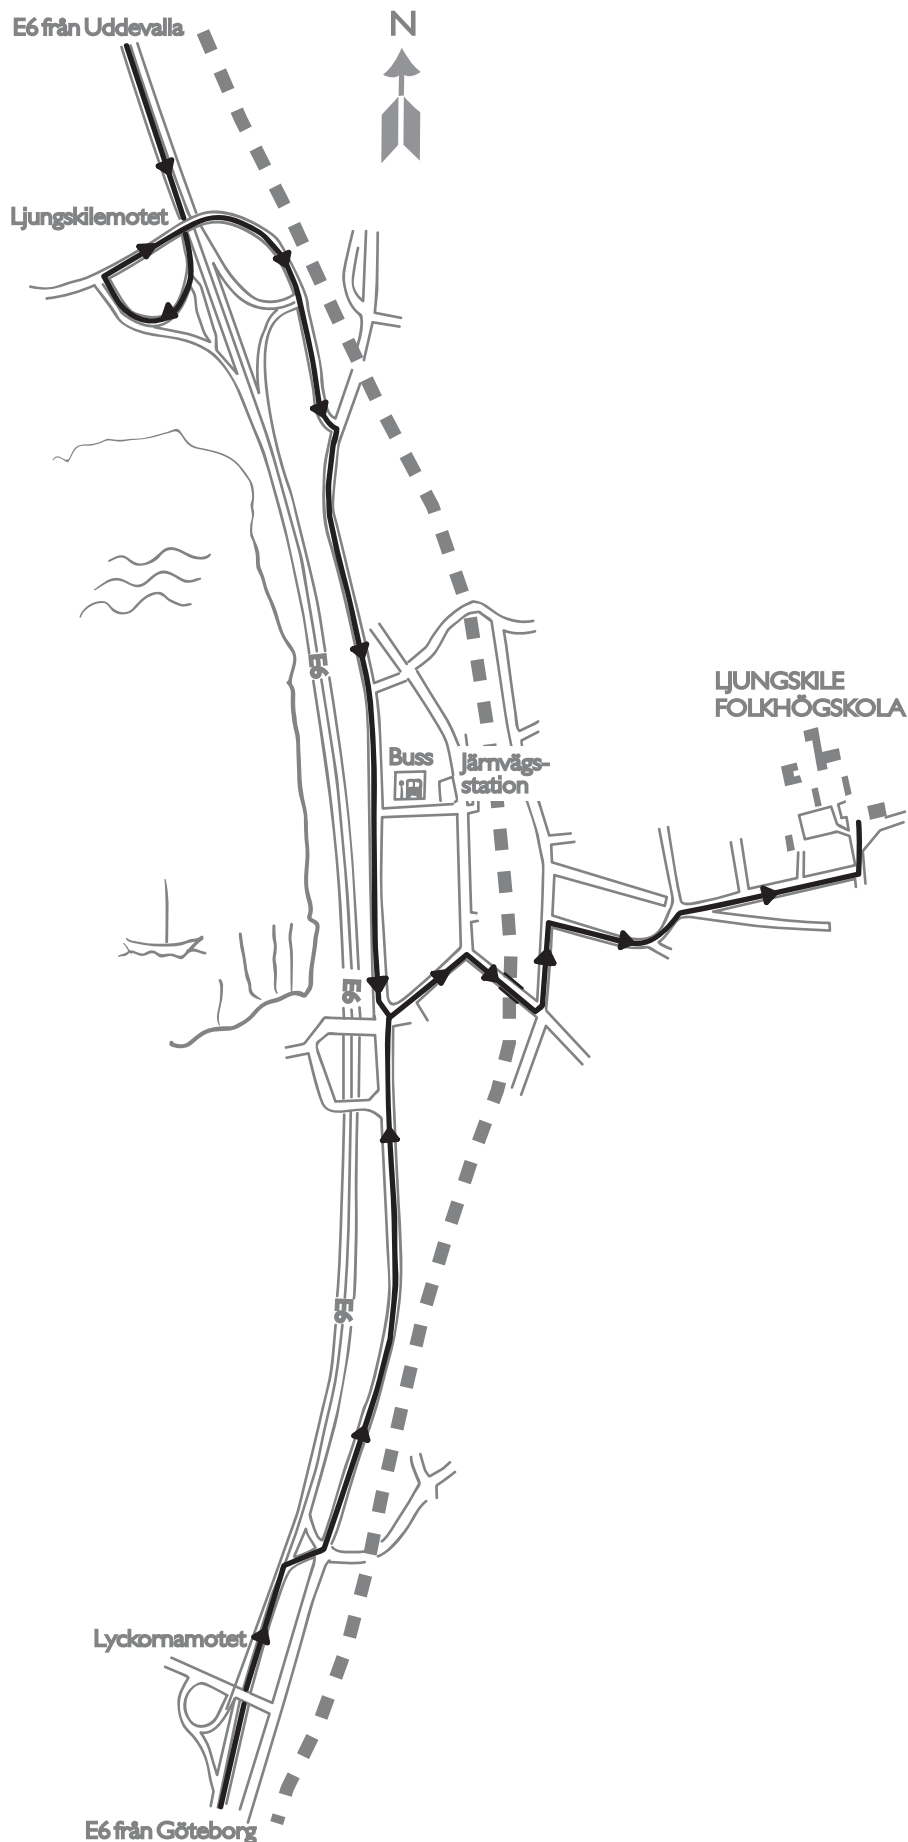 E6 från Uddevalla
N
Ljungskilemotet
E6
LJUNGSKILE
FOLKHÖGSKOLA
Buss
Järnvägs-
station
E6
E6
Lyckornamotet
E6 från Göteborg